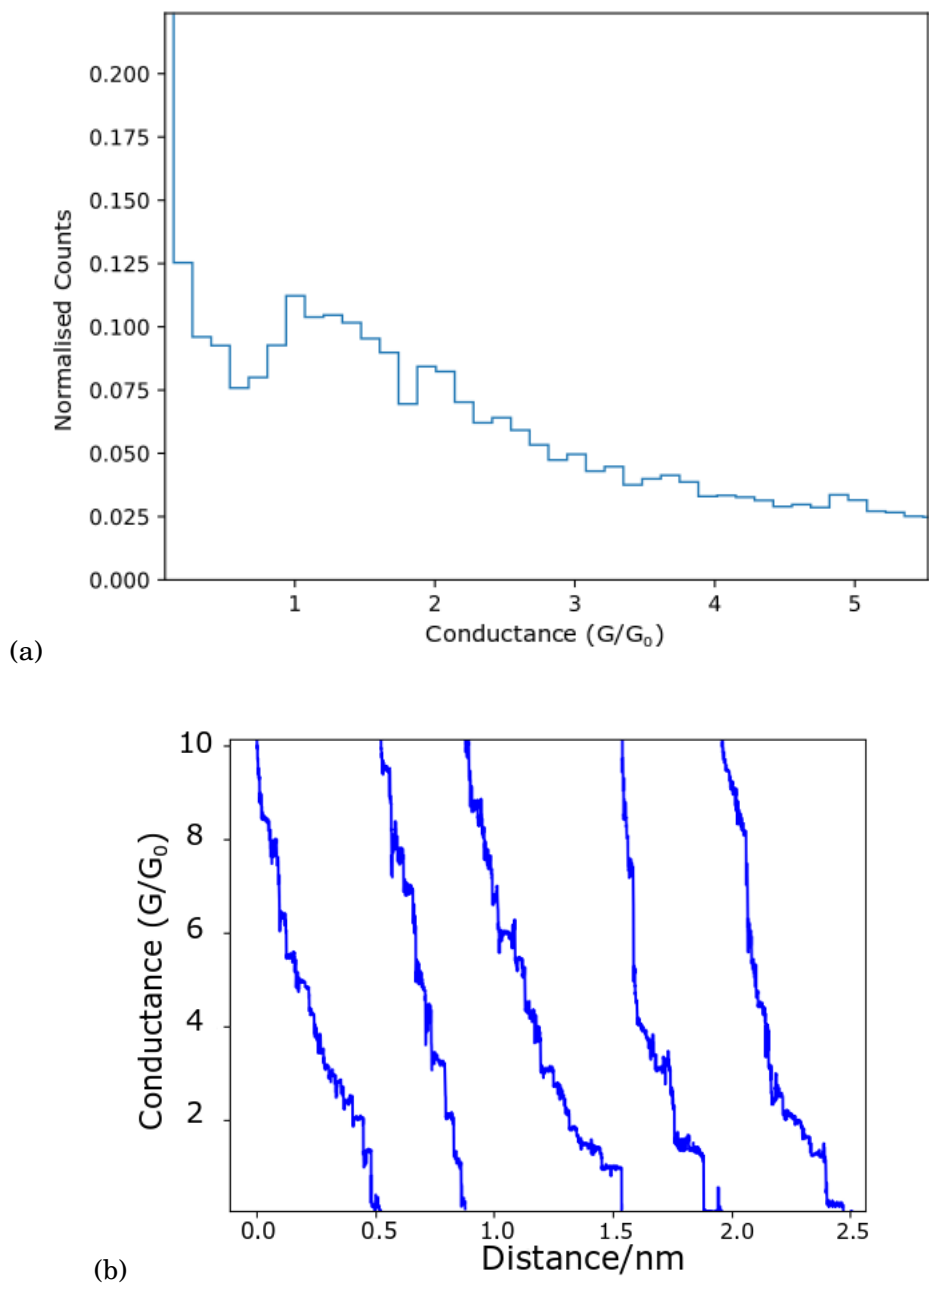 0.200
0.175
0.150
0.125
0.100
0.075
0.050
0.025
0.000
Normalised Counts
1 2 3 4 5
Conductance (G/G₀)
(a)
10
8
6
4
2
Conductance (G/G₀)
0.0 0.5 1.0 1.5 2.0 2.5
Distance/nm
(b)